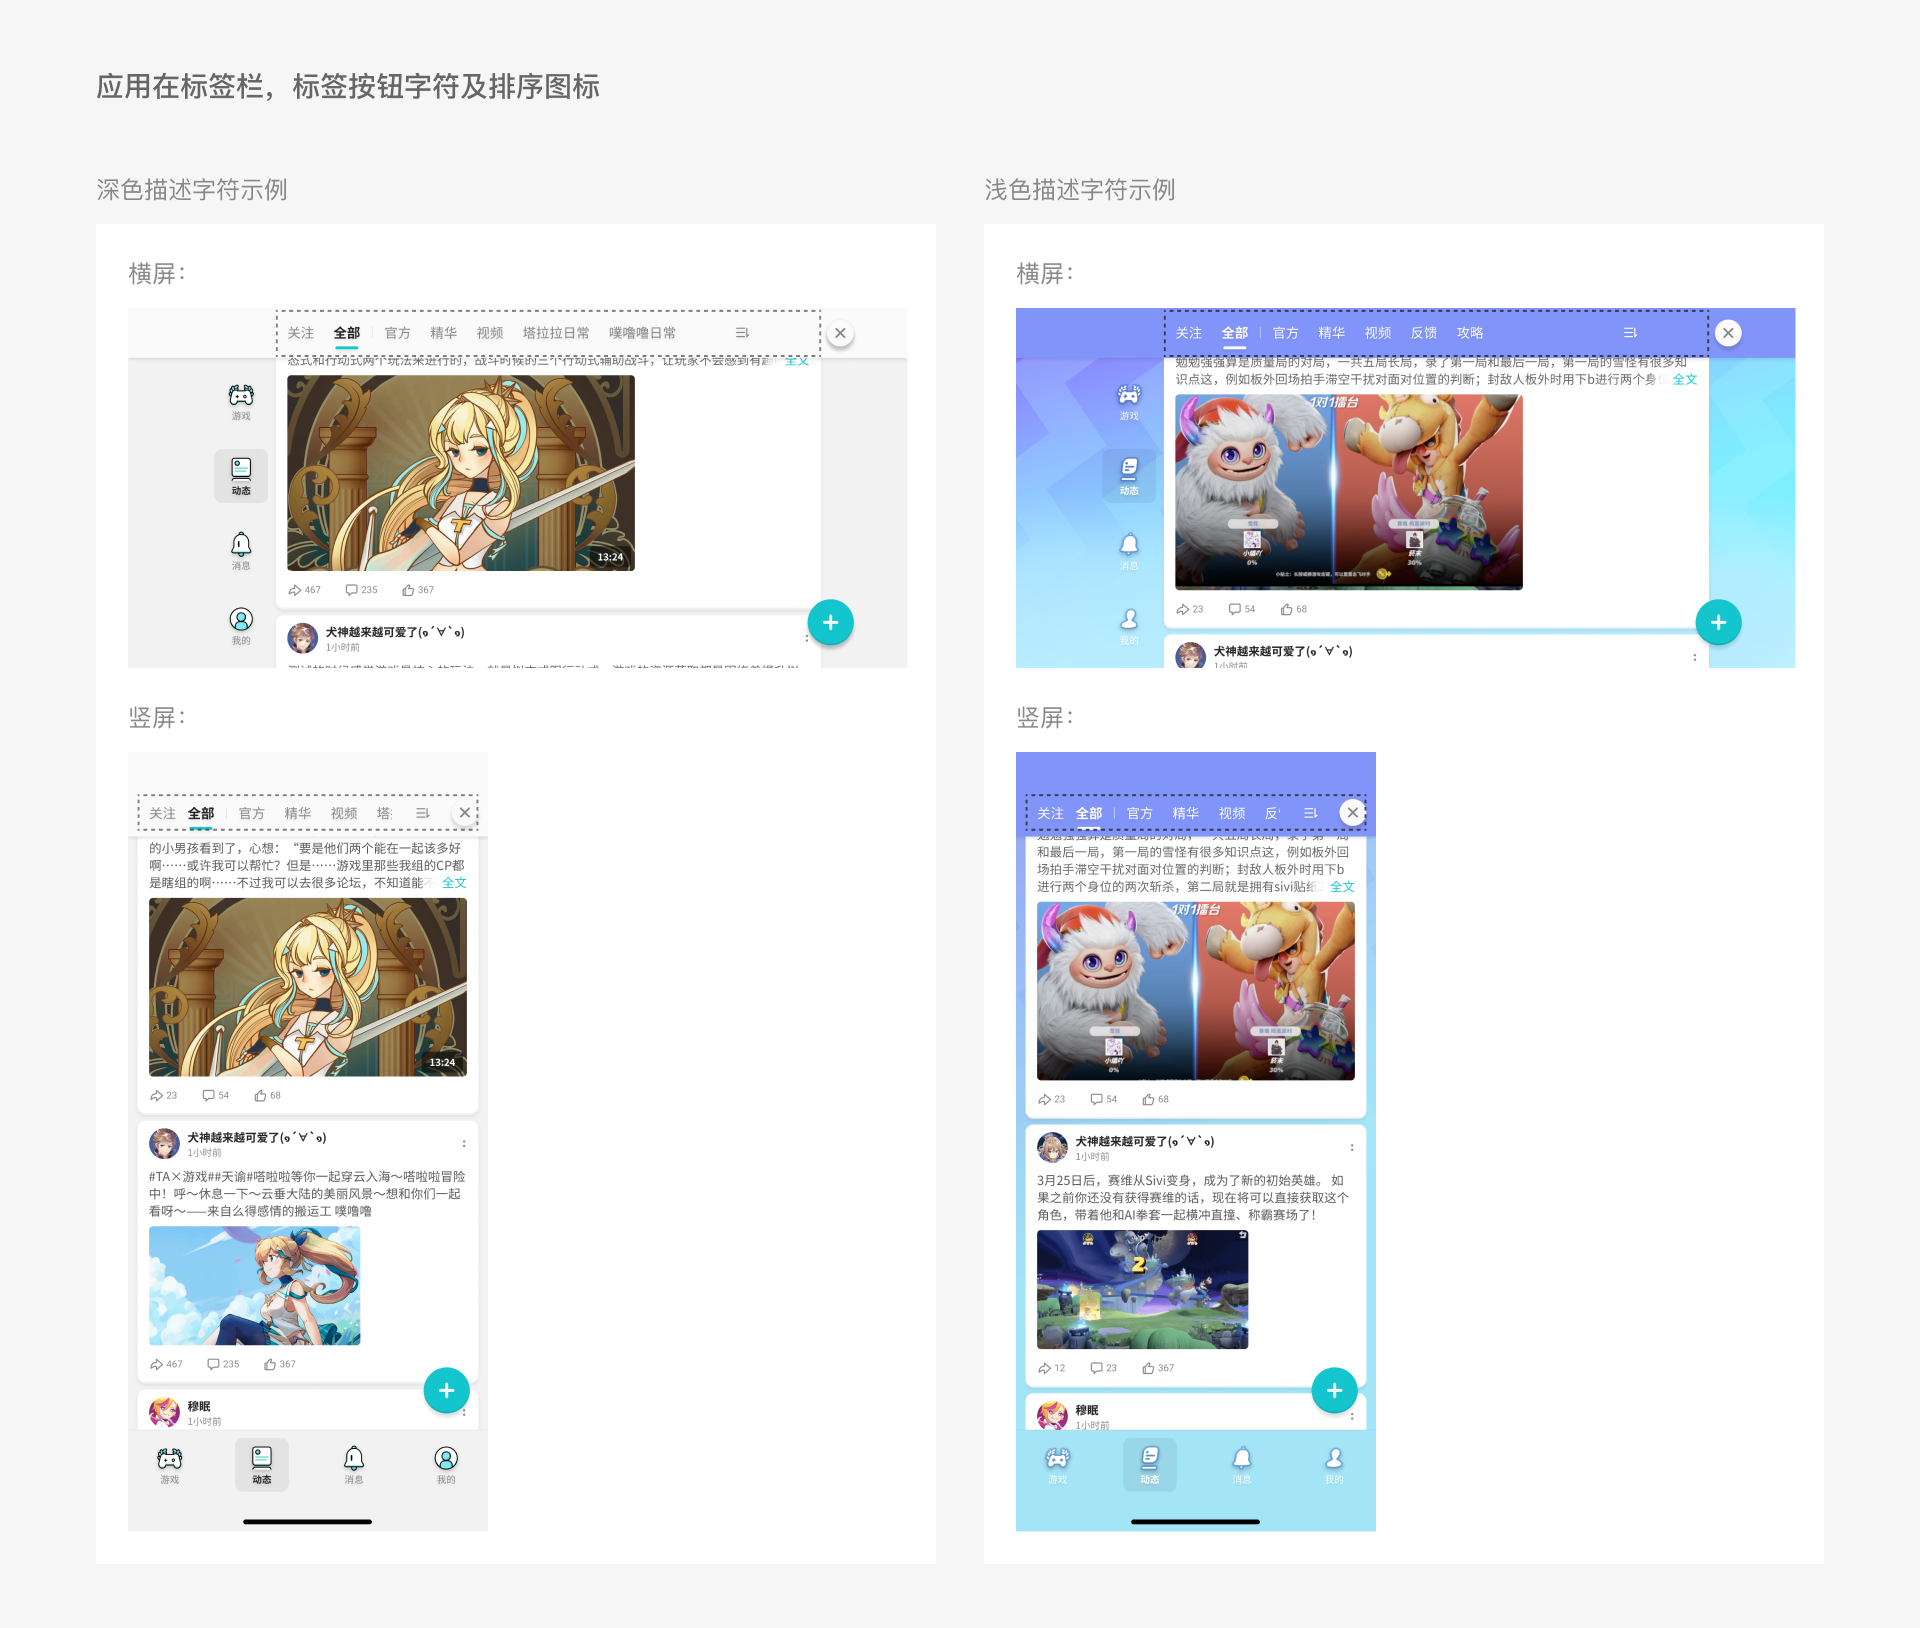 应用在标签栏，标签按钮字符及排序图标
深色描述字符示例
横屏：
关注 全部 官方 精华 视频 塔拉拉日常 噗噜噜日常
全文
游戏
动态
消息
我的
13:24
467 235 367
犬神越来越可爱了(๑´∀`๑)
1小时前
竖屏：
关注 全部 官方 精华 视频
的小男孩看到了，心想：“要是他们两个能在一起该多好
啊……或许我可以帮忙？但是……游戏里那些我组的CP都
是瞎组的啊……不过我可以去很多论坛，不知道能 全文
13:24
23 54 68
犬神越来越可爱了(๑´∀`๑)
1小时前
#TA×游戏##天谕#嗒啦啦等你一起穿云入海～嗒啦啦冒险
中！呼～休息一下～云垂大陆的美丽风景～想和你们一起
看呀～——来自么得感情的搬运工 噗噜噜
467 235 367
穆眠
1小时前
游戏 动态 消息 我的
浅色描述字符示例
横屏：
关注 全部 官方 精华 视频 反馈 攻略
勉勉强强算是质量局的对局，一共五局长局，录了第一局和最后一局，第一局的雪怪有很多知
识点这，例如板外回场拍手滞空干扰对面对位置的判断；封敌人板外时用下b进行两个身 全文
游戏
动态
消息
我的
1对1擂台
0%
30%
23 54 68
犬神越来越可爱了(๑´∀`๑)
1小时前
竖屏：
关注 全部 官方 精华 视频
和最后一局，第一局的雪怪有很多知识点这，例如板外回
场拍手滞空干扰对面对位置的判断；封敌人板外时用下b
进行两个身位的两次斩杀，第二局就是拥有sivi贴纸 全文
1对1擂台
0%
30%
23 54 68
犬神越来越可爱了(๑´∀`๑)
1小时前
3月25日后，赛维从Sivi变身，成为了新的初始英雄。 如
果之前你还没有获得赛维的话，现在将可以直接获取这个
角色，带着他和AI拳套一起横冲直撞、称霸赛场了！
2
12 23 367
穆眠
1小时前
游戏 动态 消息 我的